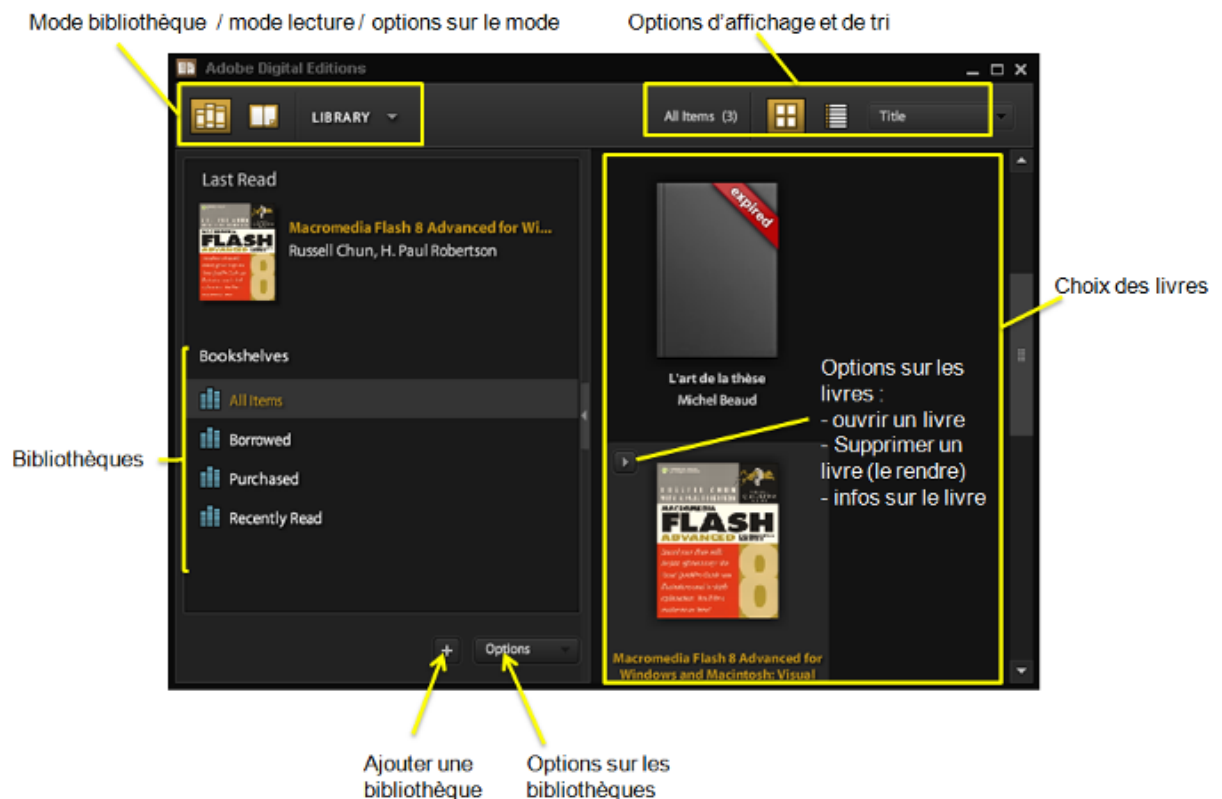 Mode bibliothèque / mode lecture / options sur le mode
Options d'affichage et de tri
Adobe Digital Editions
LIBRARY
All Items (3)
Title
Last Read
FLASH
8
Macromedia Flash 8 Advanced for Wi...
Russell Chun, H. Paul Robertson
Bookshelves
All Items
Borrowed
Purchased
Recently Read
Bibliothèques
+
Options
Ajouter une
bibliothèque
Options sur les
bibliothèques
expired
L'art de la thèse
Michel Beaud
Choix des livres
Options sur les
livres :
- ouvrir un livre
- Supprimer un
livre (le rendre)
- infos sur le livre
RUSSELL CHUN
MACROMEDIA
FLASH
ADVANCED
8
Macromedia Flash 8 Advanced for
Windows and Macintosh: Visual